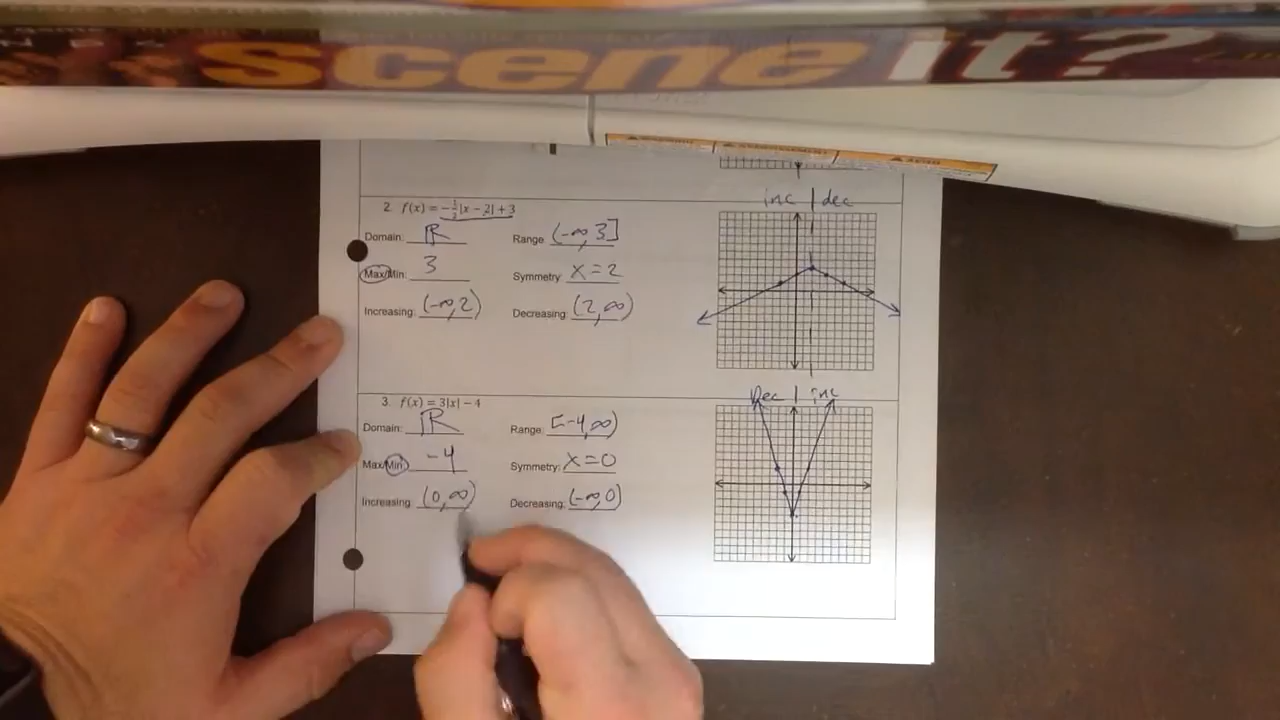 scene it?
inc | dec
2. f(x) = -½|x - 2| + 3
Domain: ℝ Range: (-∞, 3]
Max/Min: 3 Symmetry: x = 2
Increasing: (-∞, 2) Decreasing: (2, ∞)
Dec | inc
3. f(x) = 3|x| - 4
Domain: ℝ Range: [-4, ∞)
Max/Min: -4 Symmetry: x = 0
Increasing: (0, ∞) Decreasing: (-∞, 0)